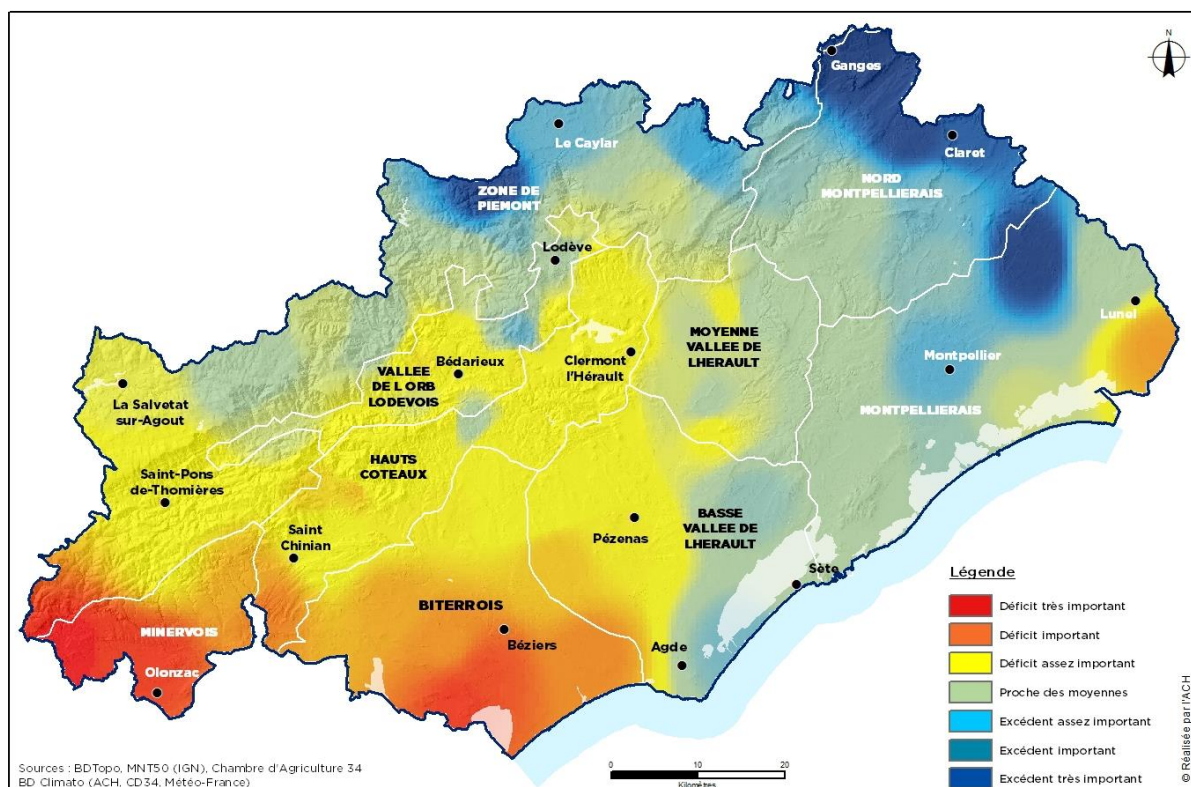 N
Ganges
Le Caylar
Claret
ZONE DE
PIEMONT
NORD
MONTPELLIERAIS
Lodève
Lunel
MOYENNE
VALLEE DE
LHERAULT
Bédarieux
Clermont
l'Hérault
Montpellier
VALLEE
DE L ORB
LODEVOIS
La Salvetat
sur-Agout
MONTPELLIERAIS
HAUTS
COTEAUX
Saint-Pons
de-Thomières
BASSE
VALLEE DE
LHERAULT
Pézenas
Saint
Chinian
Sète
BITERROIS
MINERVOIS
Béziers
Agde
Olonzac
Légende
Déficit très important
Déficit important
Déficit assez important
Proche des moyennes
Excédent assez important
Excédent important
Excédent très important
Sources : BDTopo, MNT50 (IGN), Chambre d'Agriculture 34
BD Climato (ACH, CD34, Météo-France)
0 10 20
Kilomètres
© Réalisée par l'ACH